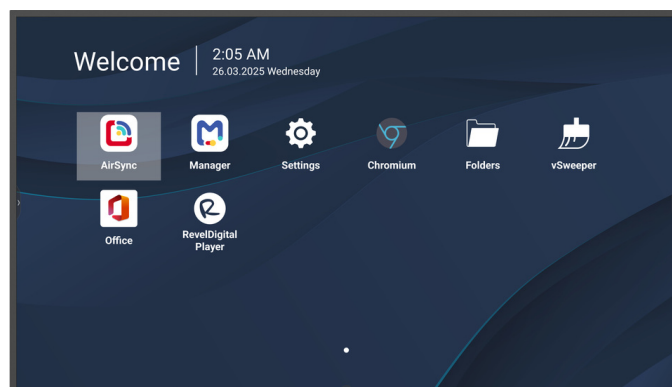 Welcome
2:05 AM
26.03.2025 Wednesday
AirSync
Manager
Settings
Chromium
Folders
vSweeper
Office
RevelDigital
Player